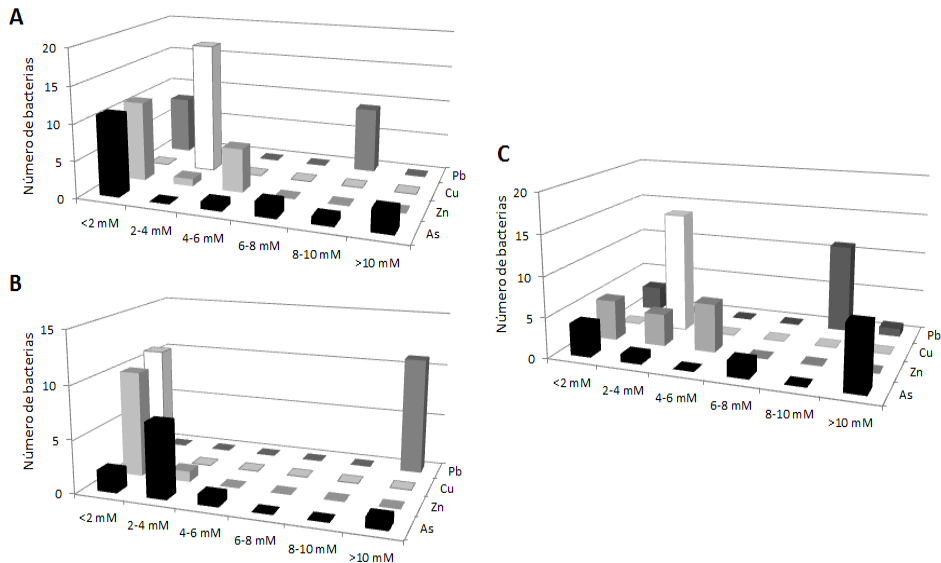 A
Número de bacterias
20
15
10
5
0
<2 mM
2-4 mM
4-6 mM
6-8 mM
8-10 mM
>10 mM
Pb
Cu
Zn
As
B
Número de bacterias
15
10
5
0
<2 mM
2-4 mM
4-6 mM
6-8 mM
8-10 mM
>10 mM
Pb
Cu
Zn
As
C
Número de bacterias
20
15
10
5
0
<2 mM
2-4 mM
4-6 mM
6-8 mM
8-10 mM
>10 mM
Pb
Cu
Zn
As